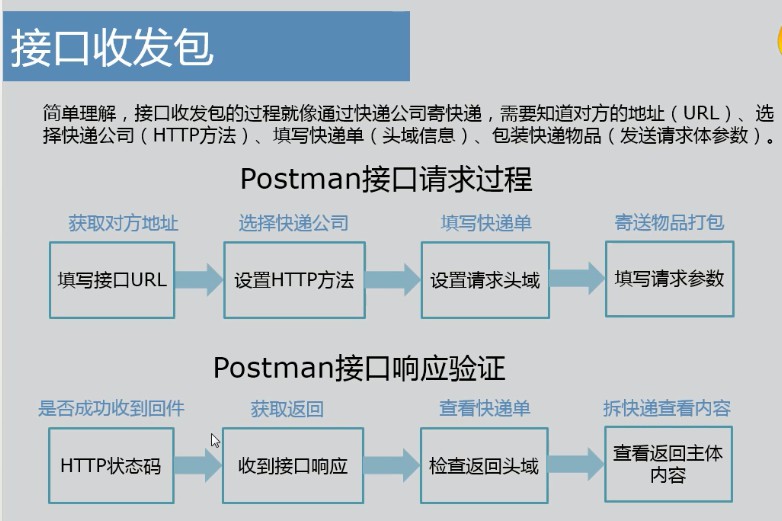 接口收发包
简单理解，接口收发包的过程就像通过快递公司寄快递，需要知道对方的地址（URL）、选
择快递公司（HTTP方法）、填写快递单（头域信息）、包装快递物品（发送请求体参数）。
Postman接口请求过程
获取对方地址 选择快递公司 填写快递单 寄送物品打包
填写接口URL 设置HTTP方法 设置请求头域 填写请求参数
Postman接口响应验证
是否成功收到回件 获取返回 查看快递单 拆快递查看内容
HTTP状态码 收到接口响应 检查返回头域 查看返回主体
内容